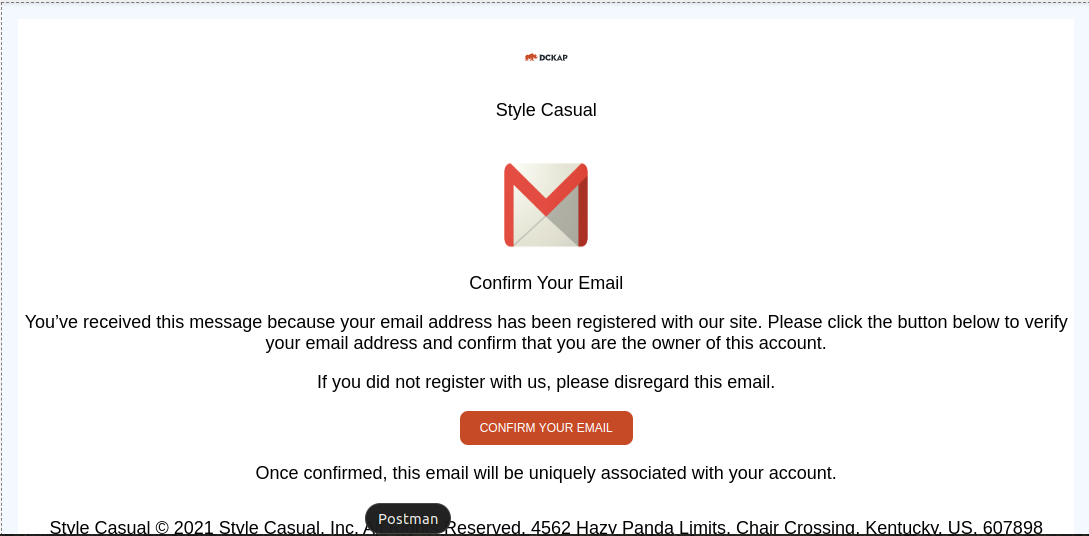 DCKAP
Style Casual
Confirm Your Email
You’ve received this message because your email address has been registered with our site. Please click the button below to verify
your email address and confirm that you are the owner of this account.
If you did not register with us, please disregard this email.
CONFIRM YOUR EMAIL
Once confirmed, this email will be uniquely associated with your account.
Style Casual © 2021 Style Casual, Inc. Reserved. 4562 Hazy Panda Limits, Chair Crossing, Kentucky, US, 607898
Postman